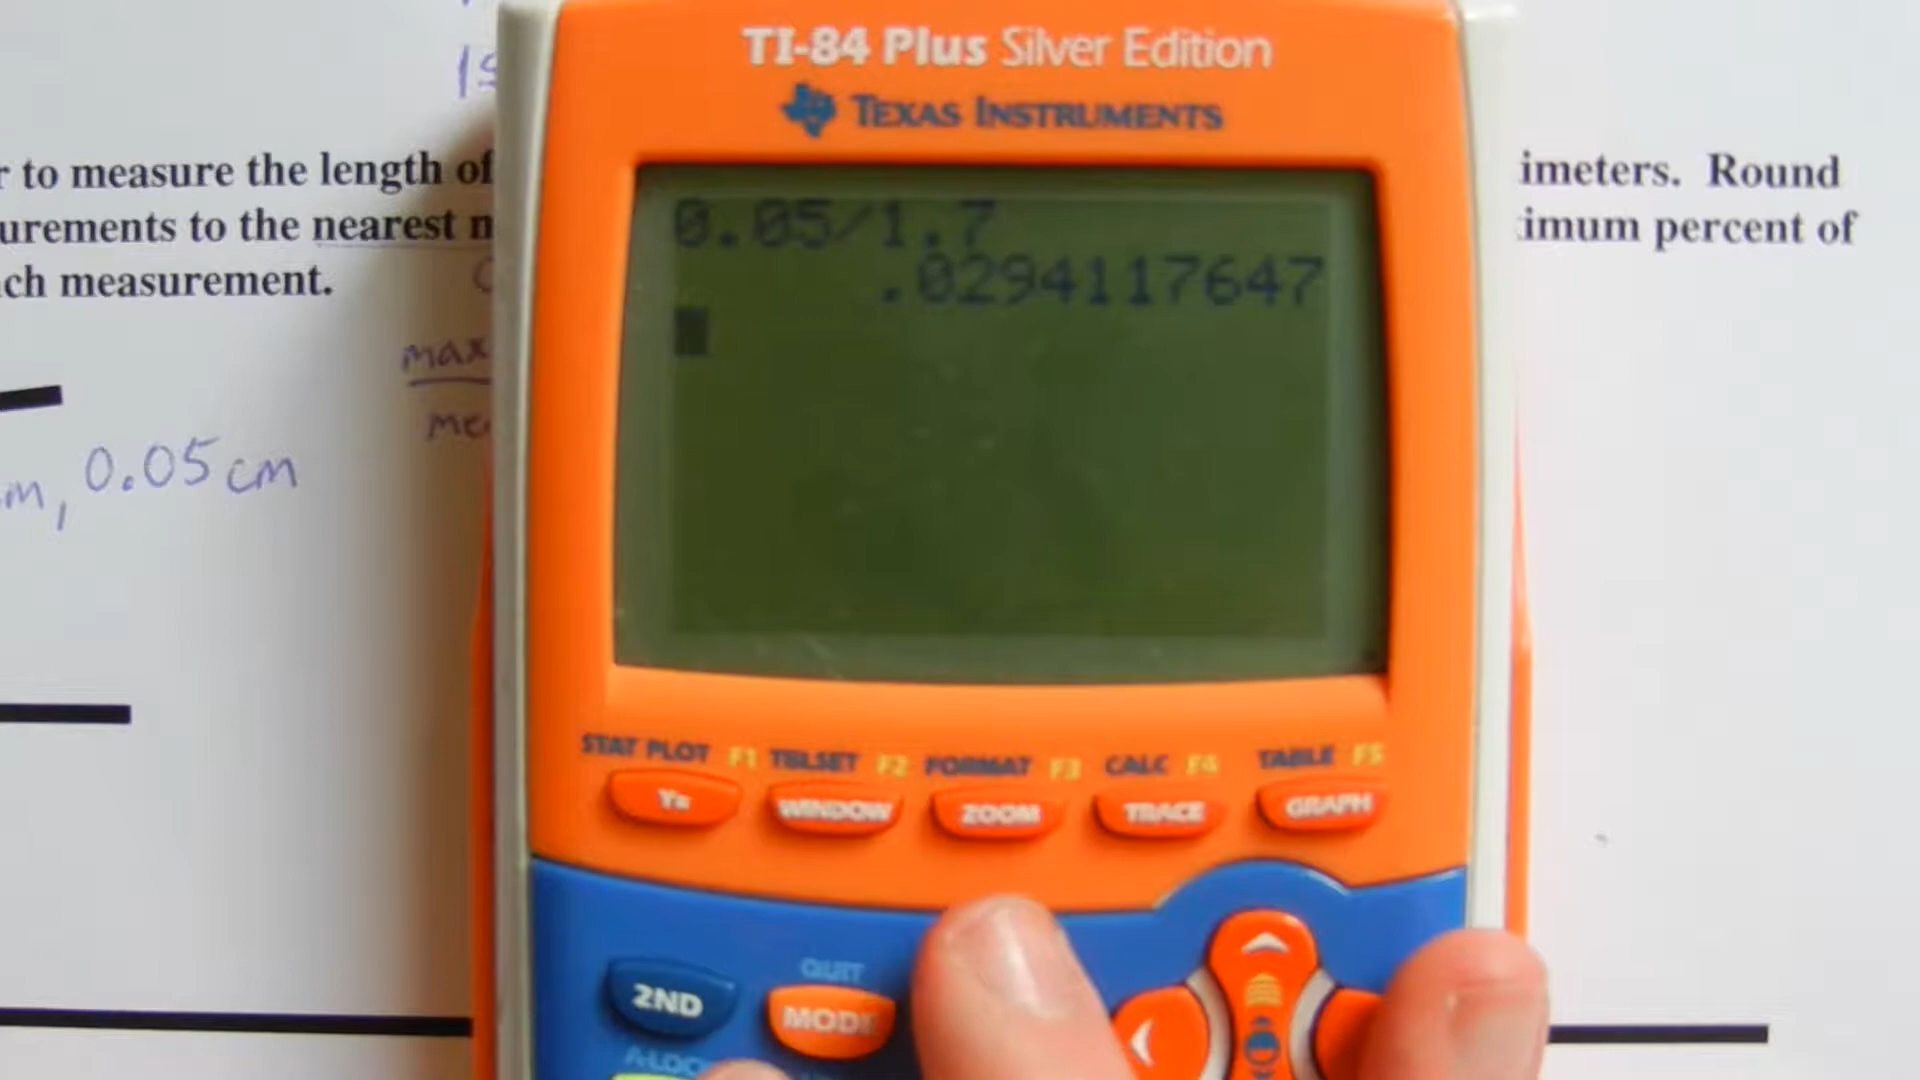 TI-84 Plus Silver Edition
TEXAS INSTRUMENTS
r to measure the length of imeters. Round
urements to the nearest imum percent of
ch measurement.
max
m, 0.05 cm
0.05/1.7
.0294117647
STAT PLOT F1 TBLSET F2 FORMAT F3 CALC F4 TABLE F5
Y= WINDOW ZOOM TRACE GRAPH
QUIT
2ND MODE